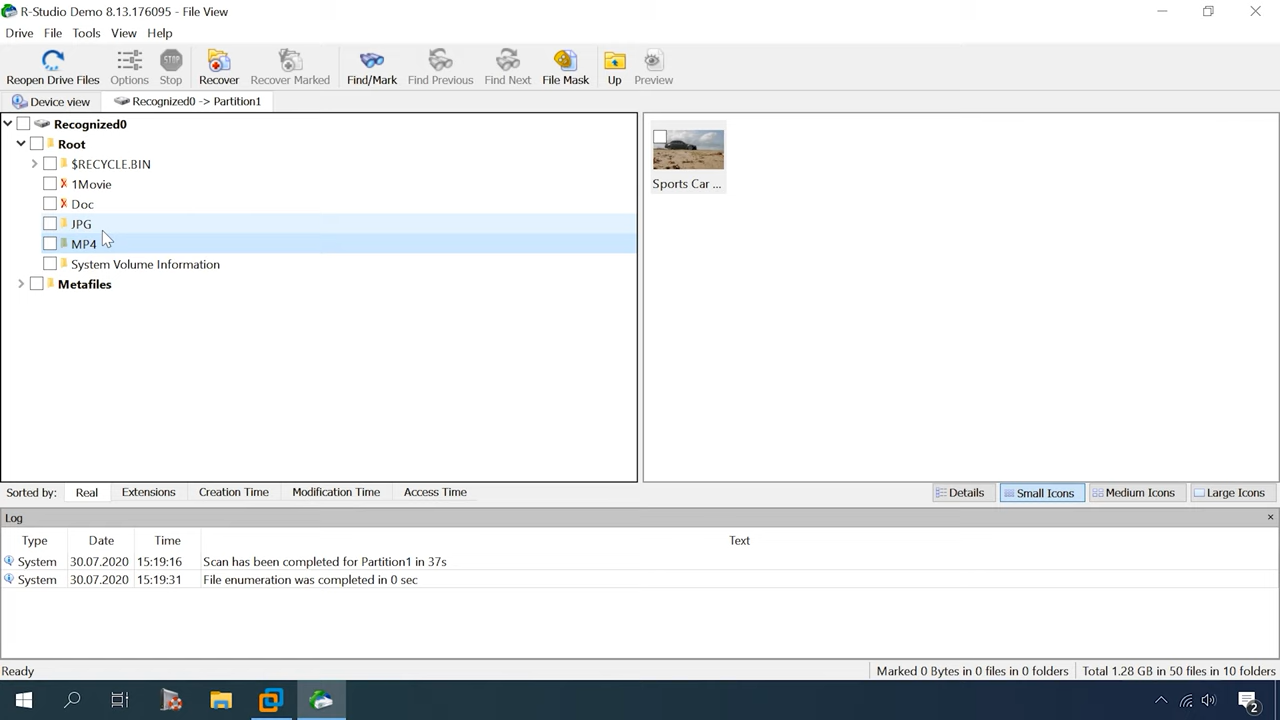 R-Studio Demo 8.13.176095 - File View
Drive File Tools View Help
Reopen Drive Files Options Stop Recover Recover Marked Find/Mark Find Previous Find Next File Mask Up Preview
STOP
Device view Recognized0 -> Partition1
Recognized0
Root
$RECYCLE.BIN
1Movie
Doc
JPG
MP4
System Volume Information
Metafiles
Sports Car ...
Sorted by: Real Extensions Creation Time Modification Time Access Time Details Small Icons Medium Icons Large Icons
Log
Type Date Time Text
System 30.07.2020 15:19:16 Scan has been completed for Partition1 in 37s
System 30.07.2020 15:19:31 File enumeration was completed in 0 sec
Ready Marked 0 Bytes in 0 files in 0 folders Total 1.28 GB in 50 files in 10 folders
2